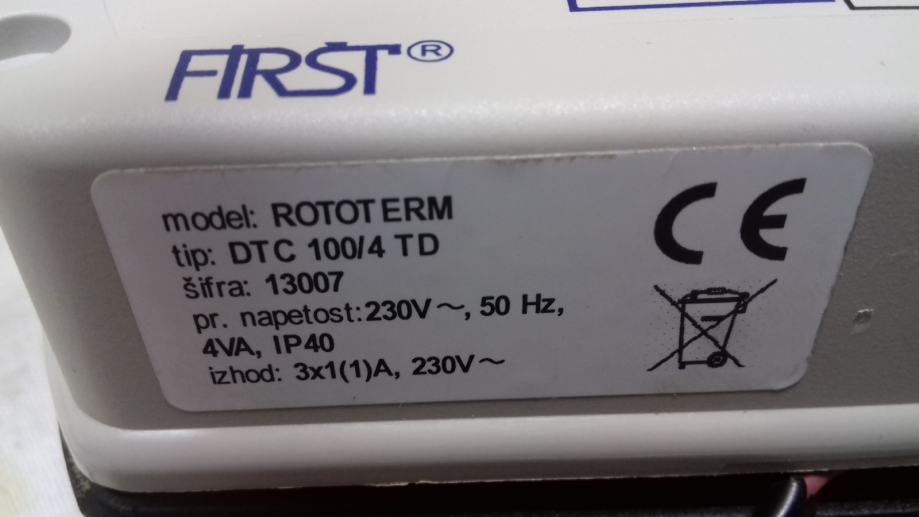 FIRŠT®
model: ROTOTERM
tip: DTC 100/4 TD
šifra: 13007
pr. napetost:230V~, 50 Hz,
4VA, IP40
izhod: 3x1(1)A, 230V~
CE